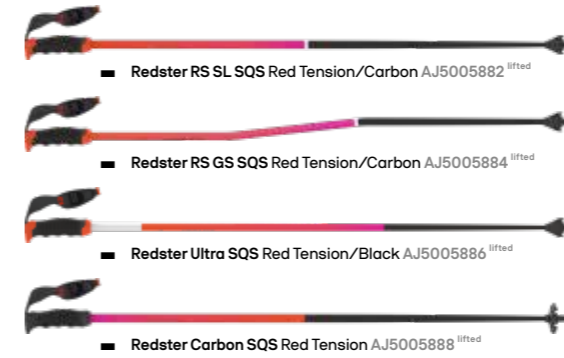 Redster RS SL SQS Red Tension/Carbon AJ5005882 lifted
Redster RS GS SQS Red Tension/Carbon AJ5005884 lifted
Redster Ultra SQS Red Tension/Black AJ5005886 lifted
Redster Carbon SQS Red Tension AJ5005888 lifted